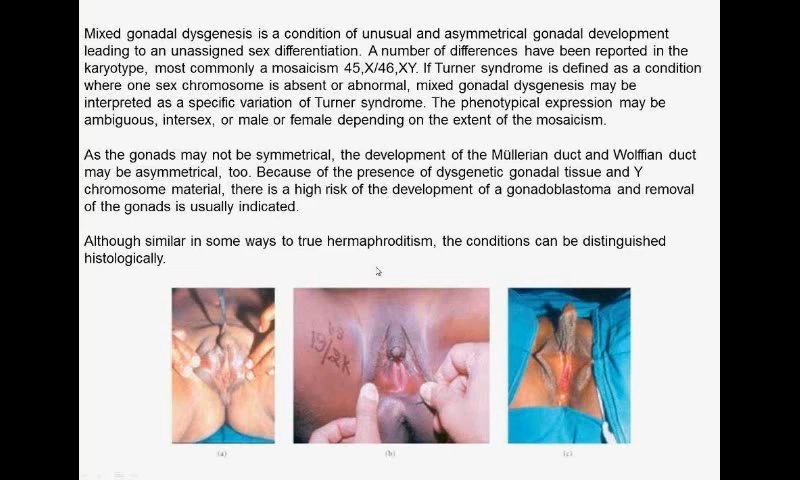 Mixed gonadal dysgenesis is a condition of unusual and asymmetrical gonadal development
leading to an unassigned sex differentiation. A number of differences have been reported in the
karyotype, most commonly a mosaicism 45,X/46,XY. If Turner syndrome is defined as a condition
where one sex chromosome is absent or abnormal, mixed gonadal dysgenesis may be
interpreted as a specific variation of Turner syndrome. The phenotypical expression may be
ambiguous, intersex, or male or female depending on the extent of the mosaicism.
As the gonads may not be symmetrical, the development of the Müllerian duct and Wolffian duct
may be asymmetrical, too. Because of the presence of dysgenetic gonadal tissue and Y
chromosome material, there is a high risk of the development of a gonadoblastoma and removal
of the gonads is usually indicated.
Although similar in some ways to true hermaphroditism, the conditions can be distinguished
histologically.
(a) (b) (c)